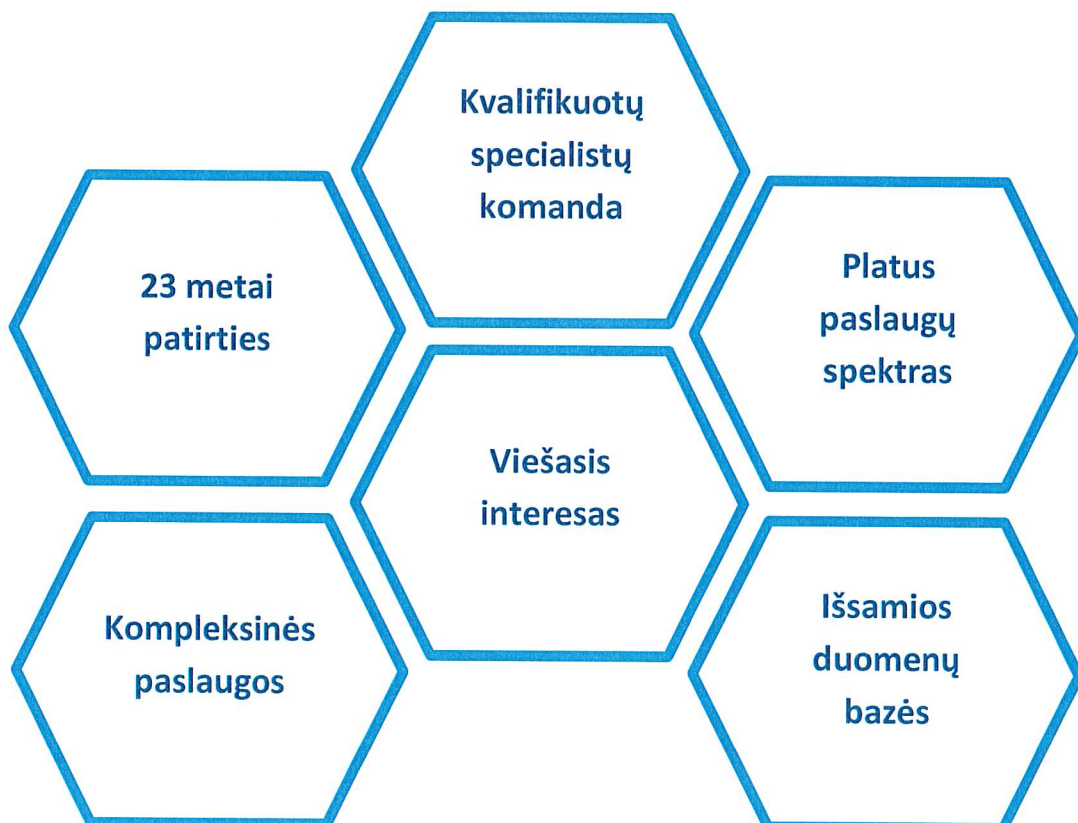 Kvalifikuotų
specialistų
komanda
23 metai
patirties
Platus
paslaugų
spektras
Viešasis
interesas
Kompleksinės
paslaugos
Išsamios
duomenų
bazės